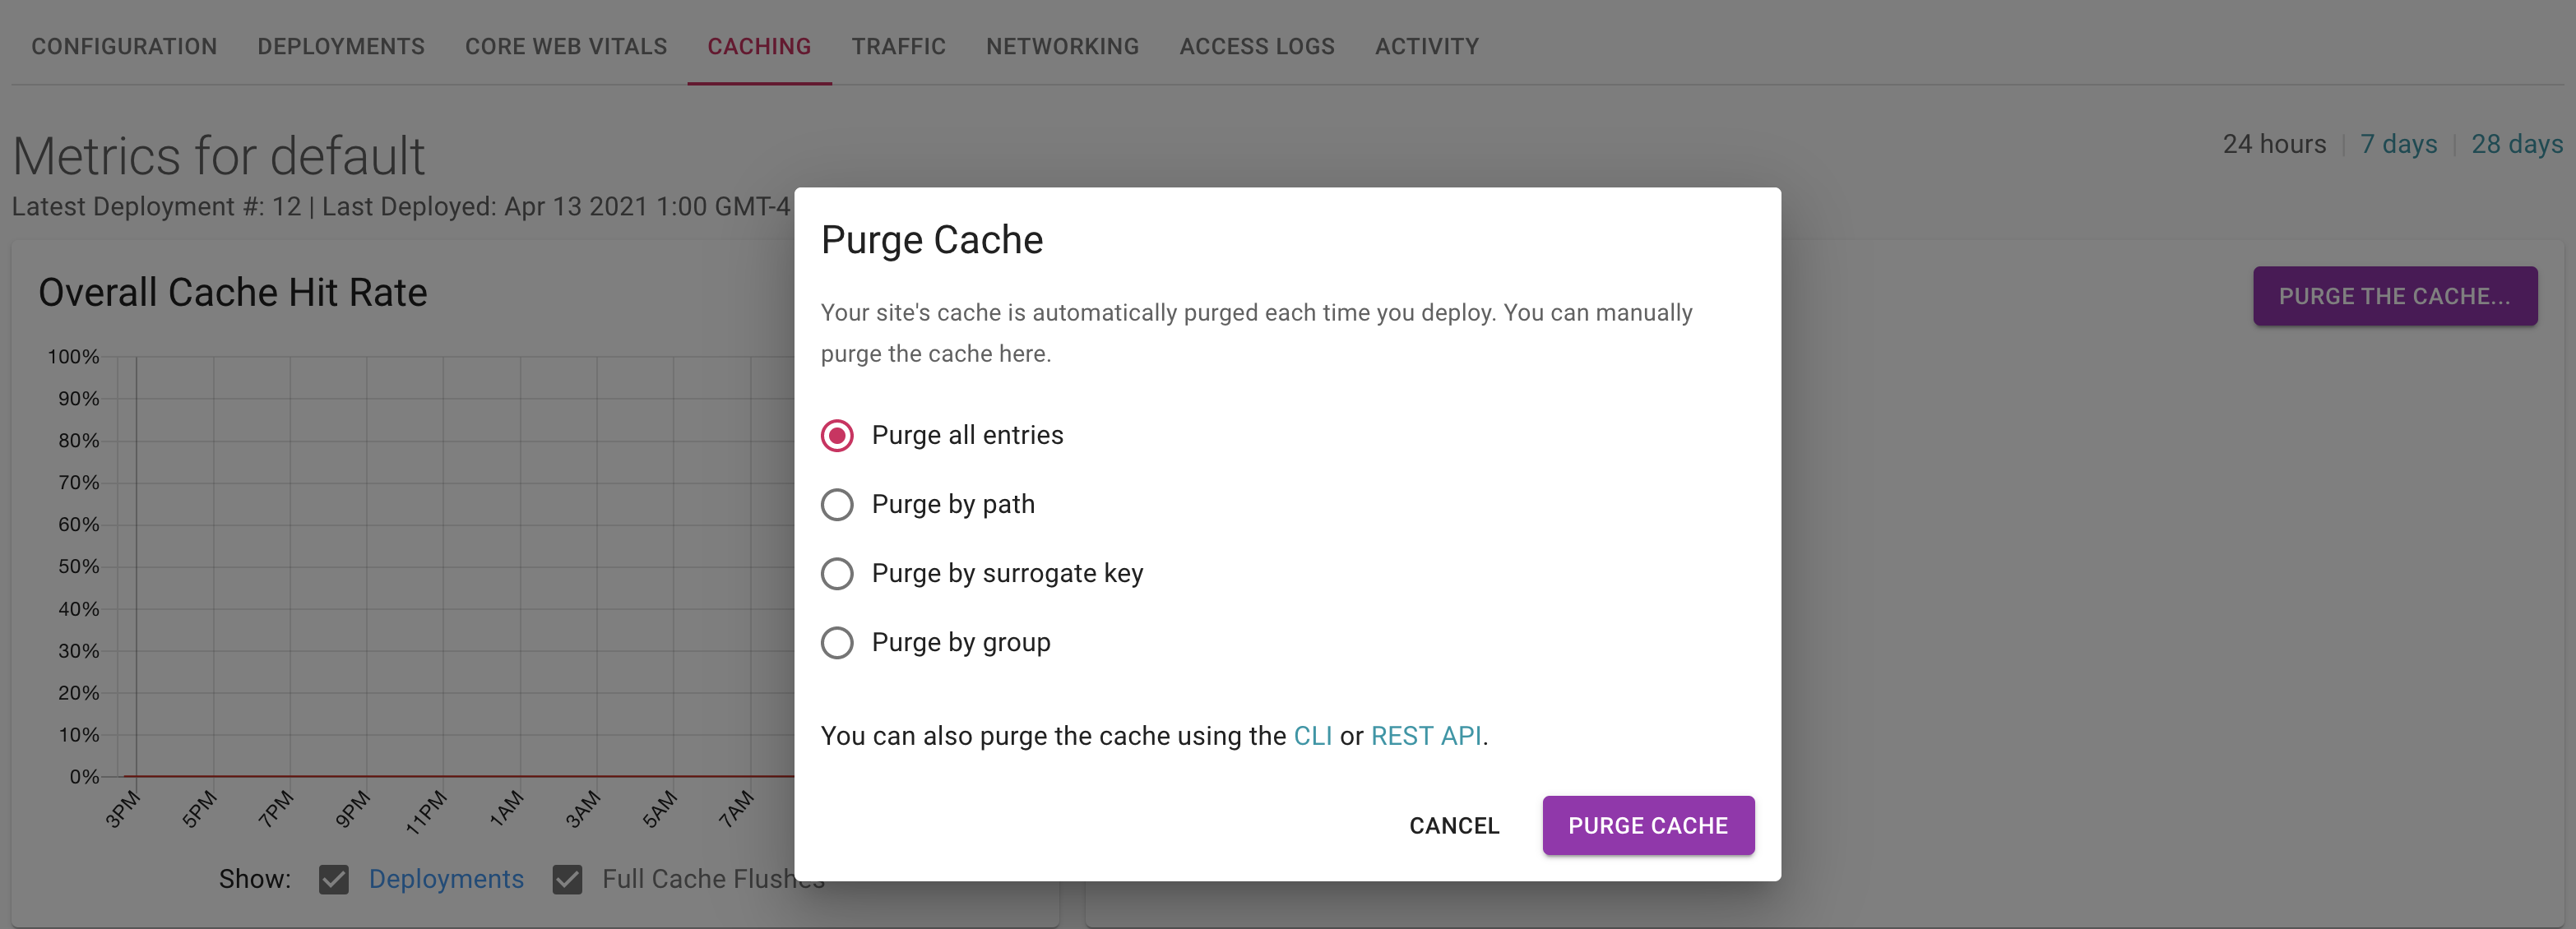 CONFIGURATION DEPLOYMENTS CORE WEB VITALS CACHING TRAFFIC NETWORKING ACCESS LOGS ACTIVITY
Metrics for default
24 hours | 7 days | 28 days
Latest Deployment #: 12 | Last Deployed: Apr 13 2021 1:00 GMT-4
Overall Cache Hit Rate
PURGE THE CACHE...
100%
90%
80%
70%
60%
50%
40%
30%
20%
10%
0%
3PM 5PM 7PM 9PM 11PM 1AM 3AM 5AM 7AM
Show: Deployments Full Cache Flushes
Purge Cache
Your site's cache is automatically purged each time you deploy. You can manually
purge the cache here.
Purge all entries
Purge by path
Purge by surrogate key
Purge by group
You can also purge the cache using the CLI or REST API.
CANCEL PURGE CACHE